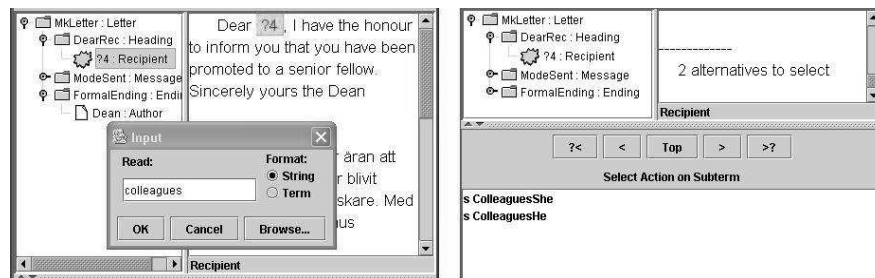 MkLetter : Letter
DearRec : Heading
?4 : Recipient
ModeSent : Message
FormalEnding : Endin
Dean : Author
Dear ?4 , I have the honour
to inform you that you have been
promoted to a senior fellow.
Sincerely yours the Dean
äran att
r blivit
skare. Med
Input
Read:
Format:
String
colleagues
Term
OK Cancel Browse...
Recipient
MkLetter : Letter
DearRec : Heading
?4 : Recipient
ModeSent : Message
FormalEnding : Ending
-------------
2 alternatives to select
Recipient
?< < Top > >?
Select Action on Subterm
s ColleaguesShe
s ColleaguesHe